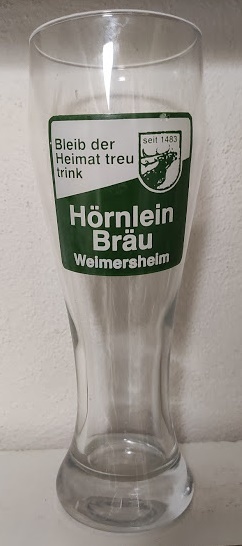 Bleib der
Heimat treu
trink
seit 1483
Hörnlein
Bräu
Weimersheim